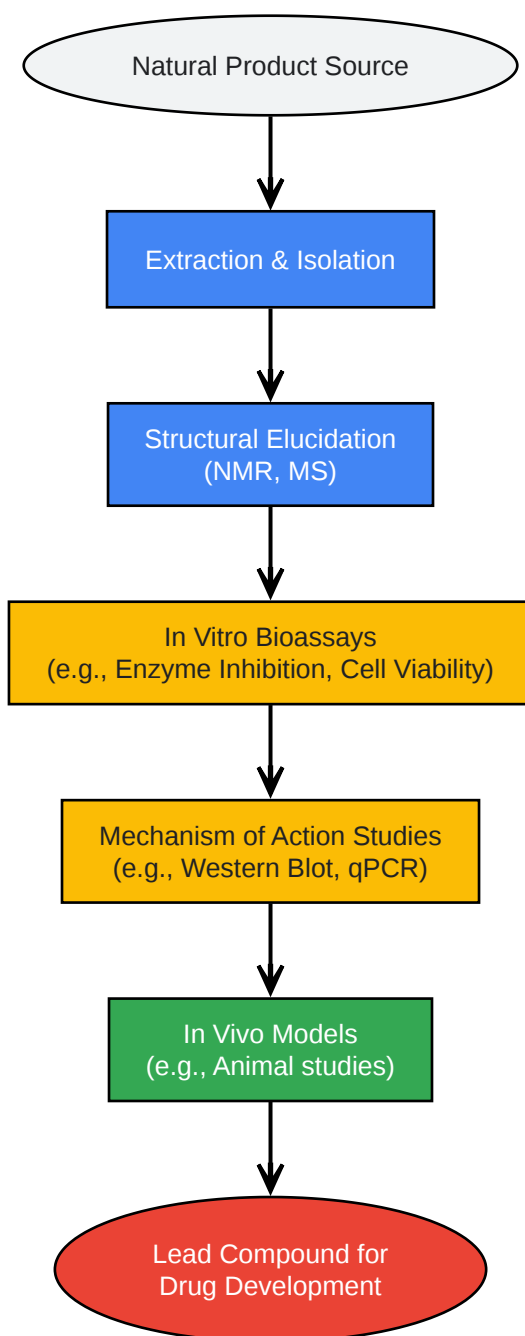 Natural Product Source
Extraction & Isolation
Structural Elucidation
(NMR, MS)
In Vitro Bioassays
(e.g., Enzyme Inhibition, Cell Viability)
Mechanism of Action Studies
(e.g., Western Blot, qPCR)
In Vivo Models
(e.g., Animal studies)
Lead Compound for
Drug Development